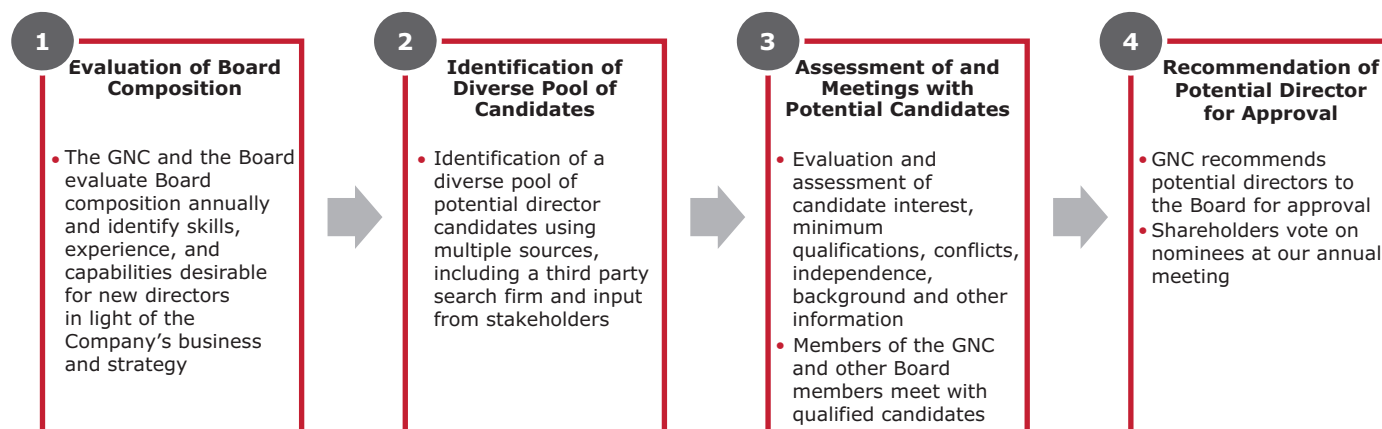 1
Evaluation of Board
Composition
• The GNC and the Board
evaluate Board
composition annually
and identify skills,
experience, and
capabilities desirable
for new directors
in light of the
Company’s business
and strategy
2
Identification of
Diverse Pool of
Candidates
• Identification of a
diverse pool of
potential director
candidates using
multiple sources,
including a third party
search firm and input
from stakeholders
3
Assessment of and
Meetings with
Potential Candidates
• Evaluation and
assessment of
candidate interest,
minimum
qualifications, conflicts,
independence,
background and other
information
• Members of the GNC
and other Board
members meet with
qualified candidates
4
Recommendation of
Potential Director
for Approval
• GNC recommends
potential directors to
the Board for approval
• Shareholders vote on
nominees at our annual
meeting